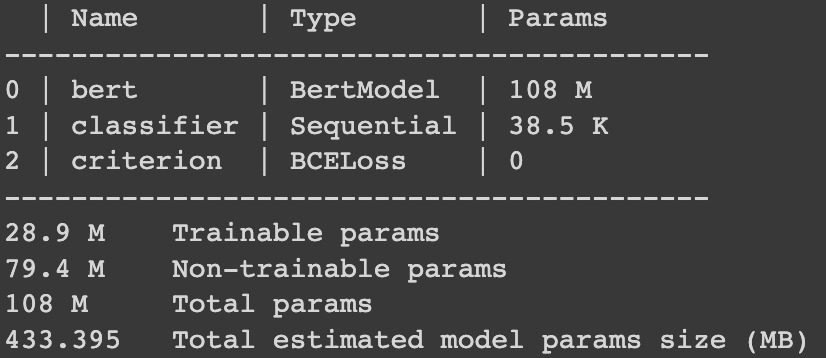 | Name       | Type       | Params
------------------------------------------
0 | bert       | BertModel  | 108 M
1 | classifier | Sequential | 38.5 K
2 | criterion  | BCELoss    | 0
------------------------------------------
28.9 M    Trainable params
79.4 M    Non-trainable params
108 M     Total params
433.395   Total estimated model params size (MB)